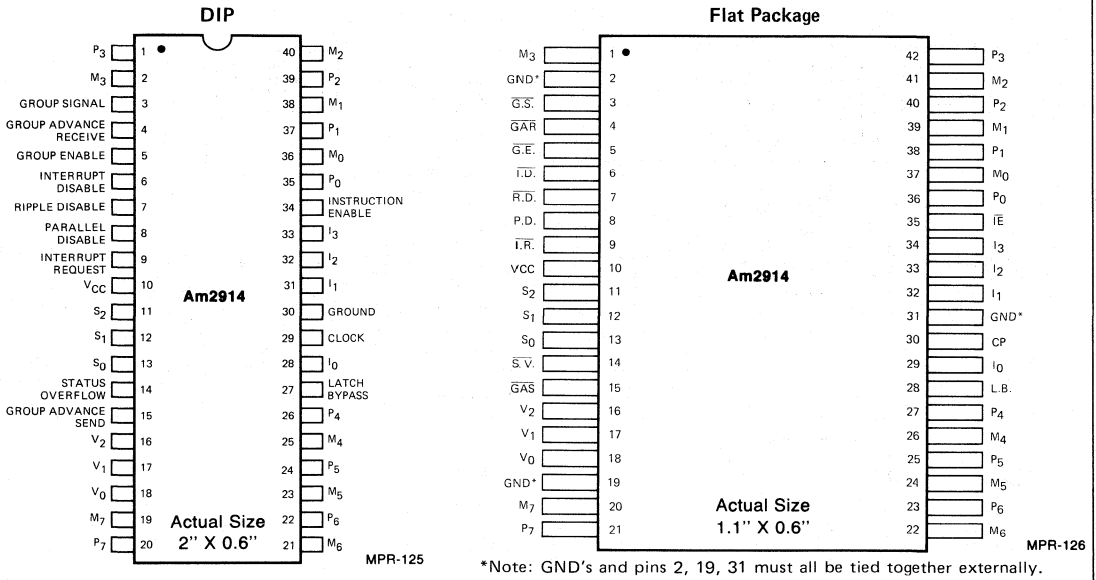 DIP
P3 1 40 M2
M3 2 39 P2
GROUP SIGNAL 3 38 M1
GROUP ADVANCE
RECEIVE 4 37 P1
GROUP ENABLE 5 36 M0
INTERRUPT
DISABLE 6 35 P0
RIPPLE DISABLE 7 34 INSTRUCTION
ENABLE
PARALLEL
DISABLE 8 33 I3
INTERRUPT
REQUEST 9 32 I2
VCC 10 31 I1
Am2914
S2 11 30 GROUND
S1 12 29 CLOCK
S0 13 28 I0
STATUS
OVERFLOW 14 27 LATCH
BYPASS
GROUP ADVANCE
SEND 15 26 P4
V2 16 25 M4
V1 17 24 P5
V0 18 23 M5
M7 19 22 P6
P7 20 21 M6
Actual Size
2" X 0.6"
MPR-125
Flat Package
M3 1 42 P3
GND* 2 41 M2
G.S. 3 40 P2
GAR 4 39 M1
G.E. 5 38 P1
I.D. 6 37 M0
R.D. 7 36 P0
P.D. 8 35 IE
I.R. 9 34 I3
VCC 10 33 I2
Am2914
S2 11 32 I1
S1 12 31 GND*
S0 13 30 CP
S.V. 14 29 I0
GAS 15 28 L.B.
V2 16 27 P4
V1 17 26 M4
V0 18 25 P5
GND* 19 24 M5
M7 20 23 P6
P7 21 22 M6
Actual Size
1.1" X 0.6"
MPR-126
*Note: GND's and pins 2, 19, 31 must all be tied together externally.